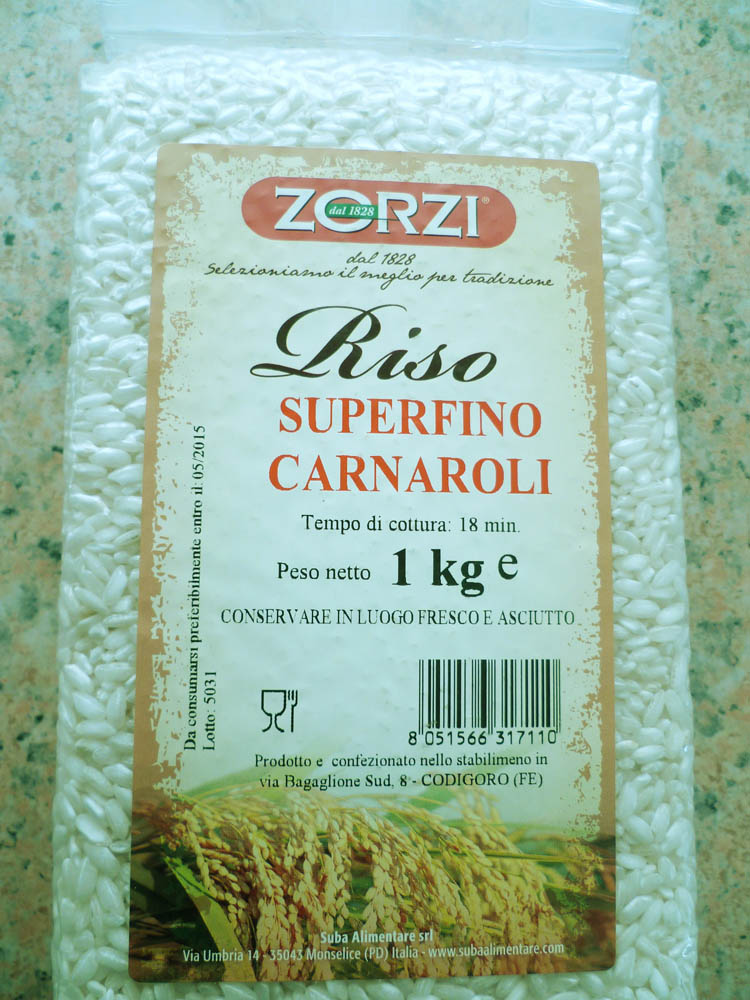 ZORZI®
dal 1828
dal 1828
Selezioniamo il meglio per tradizione
Riso
SUPERFINO
CARNAROLI
Tempo di cottura: 18 min.
Peso netto 1 kg e
CONSERVARE IN LUOGO FRESCO E ASCIUTTO
Da consumarsi preferibilmente entro il: 05/2015
Lotto: 5031
8 051566 317110
Prodotto e confezionato nello stabilimeno in
via Bagaglione Sud, 8 - CODIGORO (FE)
Suba Alimentare srl
Via Umbria 14 - 35043 Monselice (PD) Italia - www.subaalimentare.com